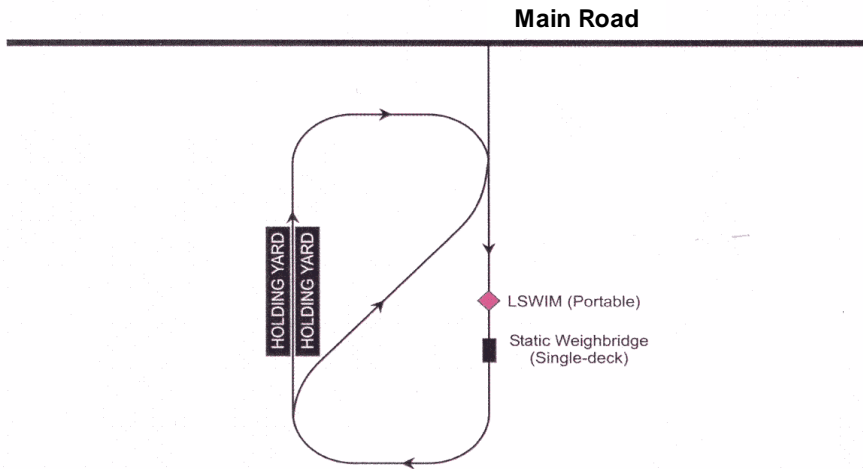 Main Road
HOLDING YARD
HOLDING YARD
LSWIM (Portable)
Static Weighbridge
(Single-deck)